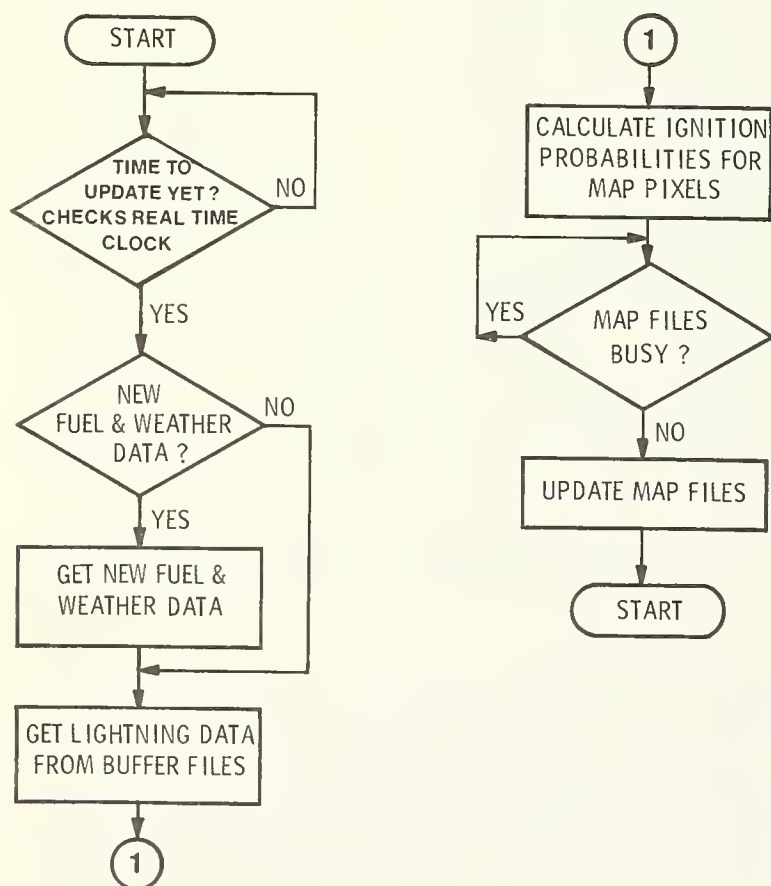 START
TIME TO
UPDATE YET?
CHECKS REAL TIME
CLOCK
NO
YES
NEW
FUEL & WEATHER
DATA?
NO
YES
GET NEW FUEL &
WEATHER DATA
GET LIGHTNING DATA
FROM BUFFER FILES
1
1
CALCULATE IGNITION
PROBABILITIES FOR
MAP PIXELS
YES
MAP FILES
BUSY?
NO
UPDATE MAP FILES
START